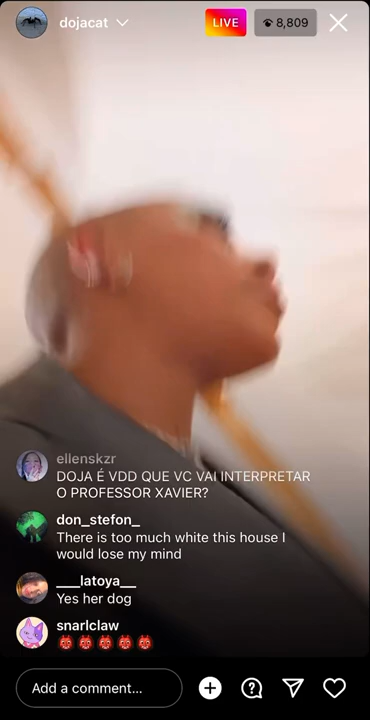 dojacat
LIVE
8,809
ellenskzr
DOJA É VDD QUE VC VAI INTERPRETAR
O PROFESSOR XAVIER?
don_stefon_
There is too much white this house I
would lose my mind
___latoya__
Yes her dog
snarlclaw
Add a comment...